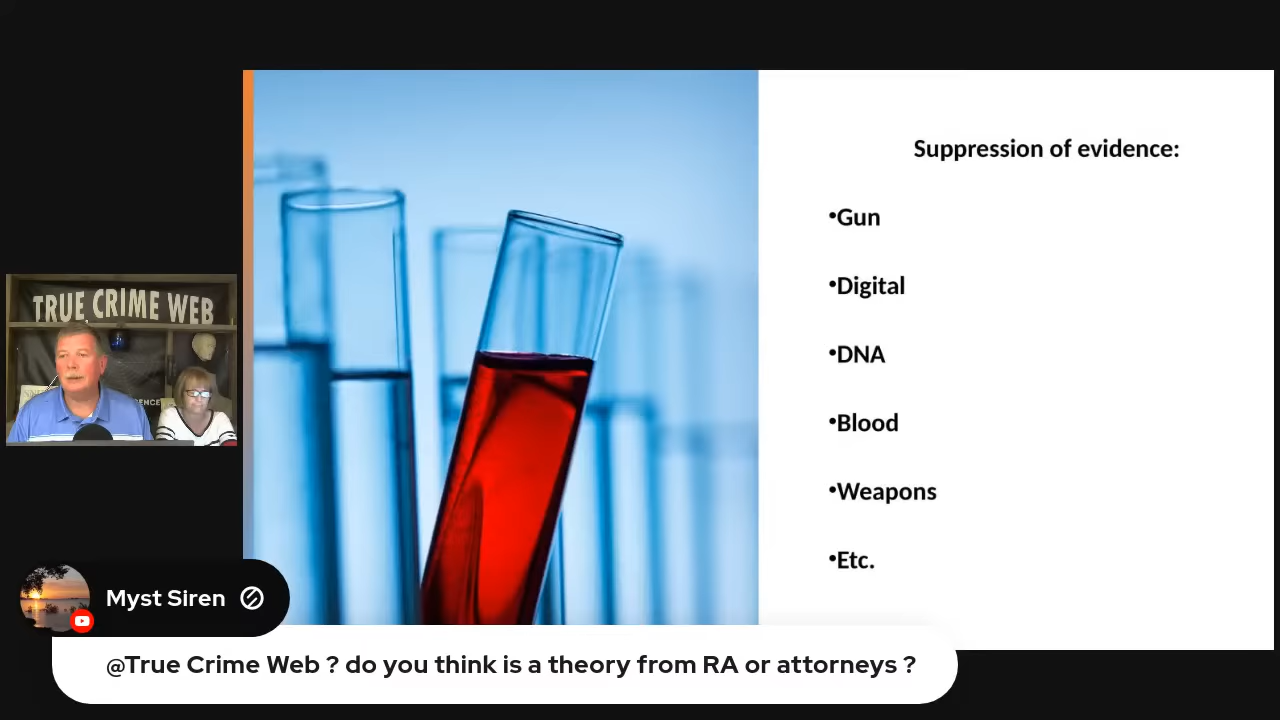 Suppression of evidence:
•Gun
•Digital
•DNA
•Blood
•Weapons
•Etc.
TRUE CRIME WEB
Myst Siren
@True Crime Web ? do you think is a theory from RA or attorneys ?